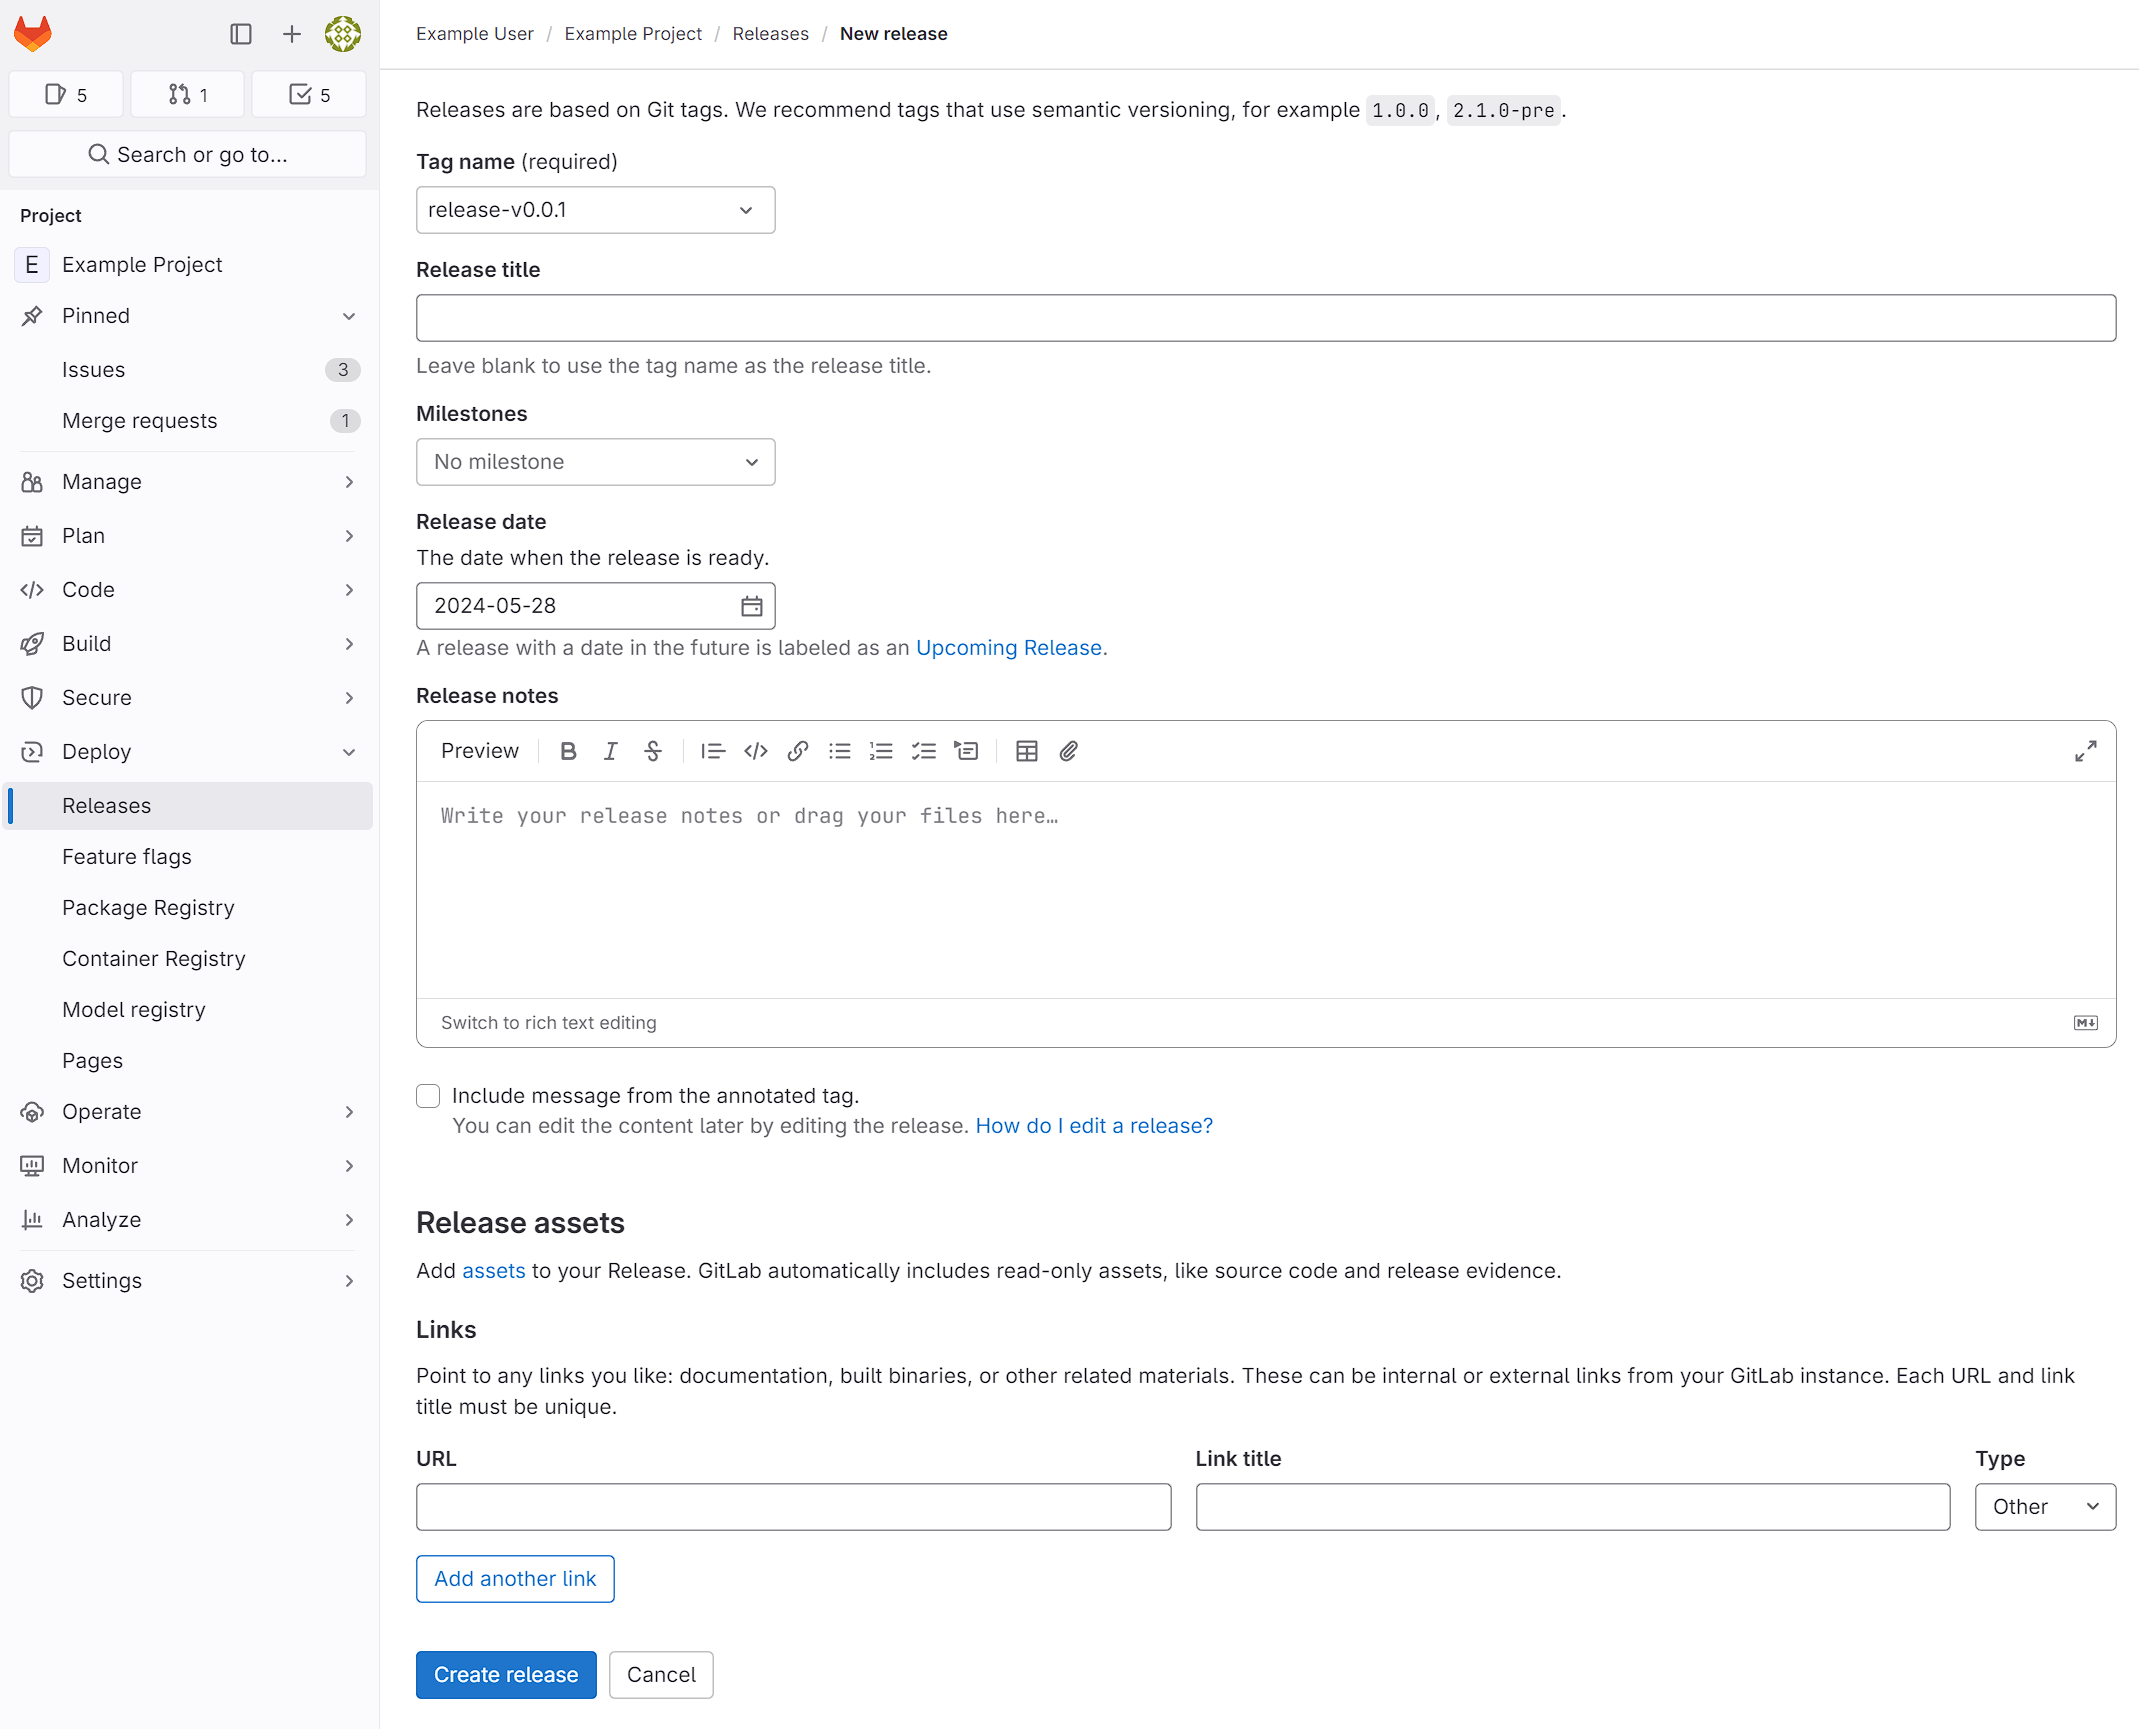 5
1
5
Search or go to...
Project
E Example Project
Pinned
Issues 3
Merge requests 1
Manage
Plan
Code
Build
Secure
Deploy
Releases
Feature flags
Package Registry
Container Registry
Model registry
Pages
Operate
Monitor
Analyze
Settings
Example User / Example Project / Releases / New release
Releases are based on Git tags. We recommend tags that use semantic versioning, for example 1.0.0, 2.1.0-pre.
Tag name (required)
release-v0.0.1
Release title
Leave blank to use the tag name as the release title.
Milestones
No milestone
Release date
The date when the release is ready.
2024-05-28
A release with a date in the future is labeled as an Upcoming Release.
Release notes
Preview
Write your release notes or drag your files here…
Switch to rich text editing
Include message from the annotated tag.
You can edit the content later by editing the release. How do I edit a release?
Release assets
Add assets to your Release. GitLab automatically includes read-only assets, like source code and release evidence.
Links
Point to any links you like: documentation, built binaries, or other related materials. These can be internal or external links from your GitLab instance. Each URL and link
title must be unique.
URL Link title Type
Other
Add another link
Create release Cancel